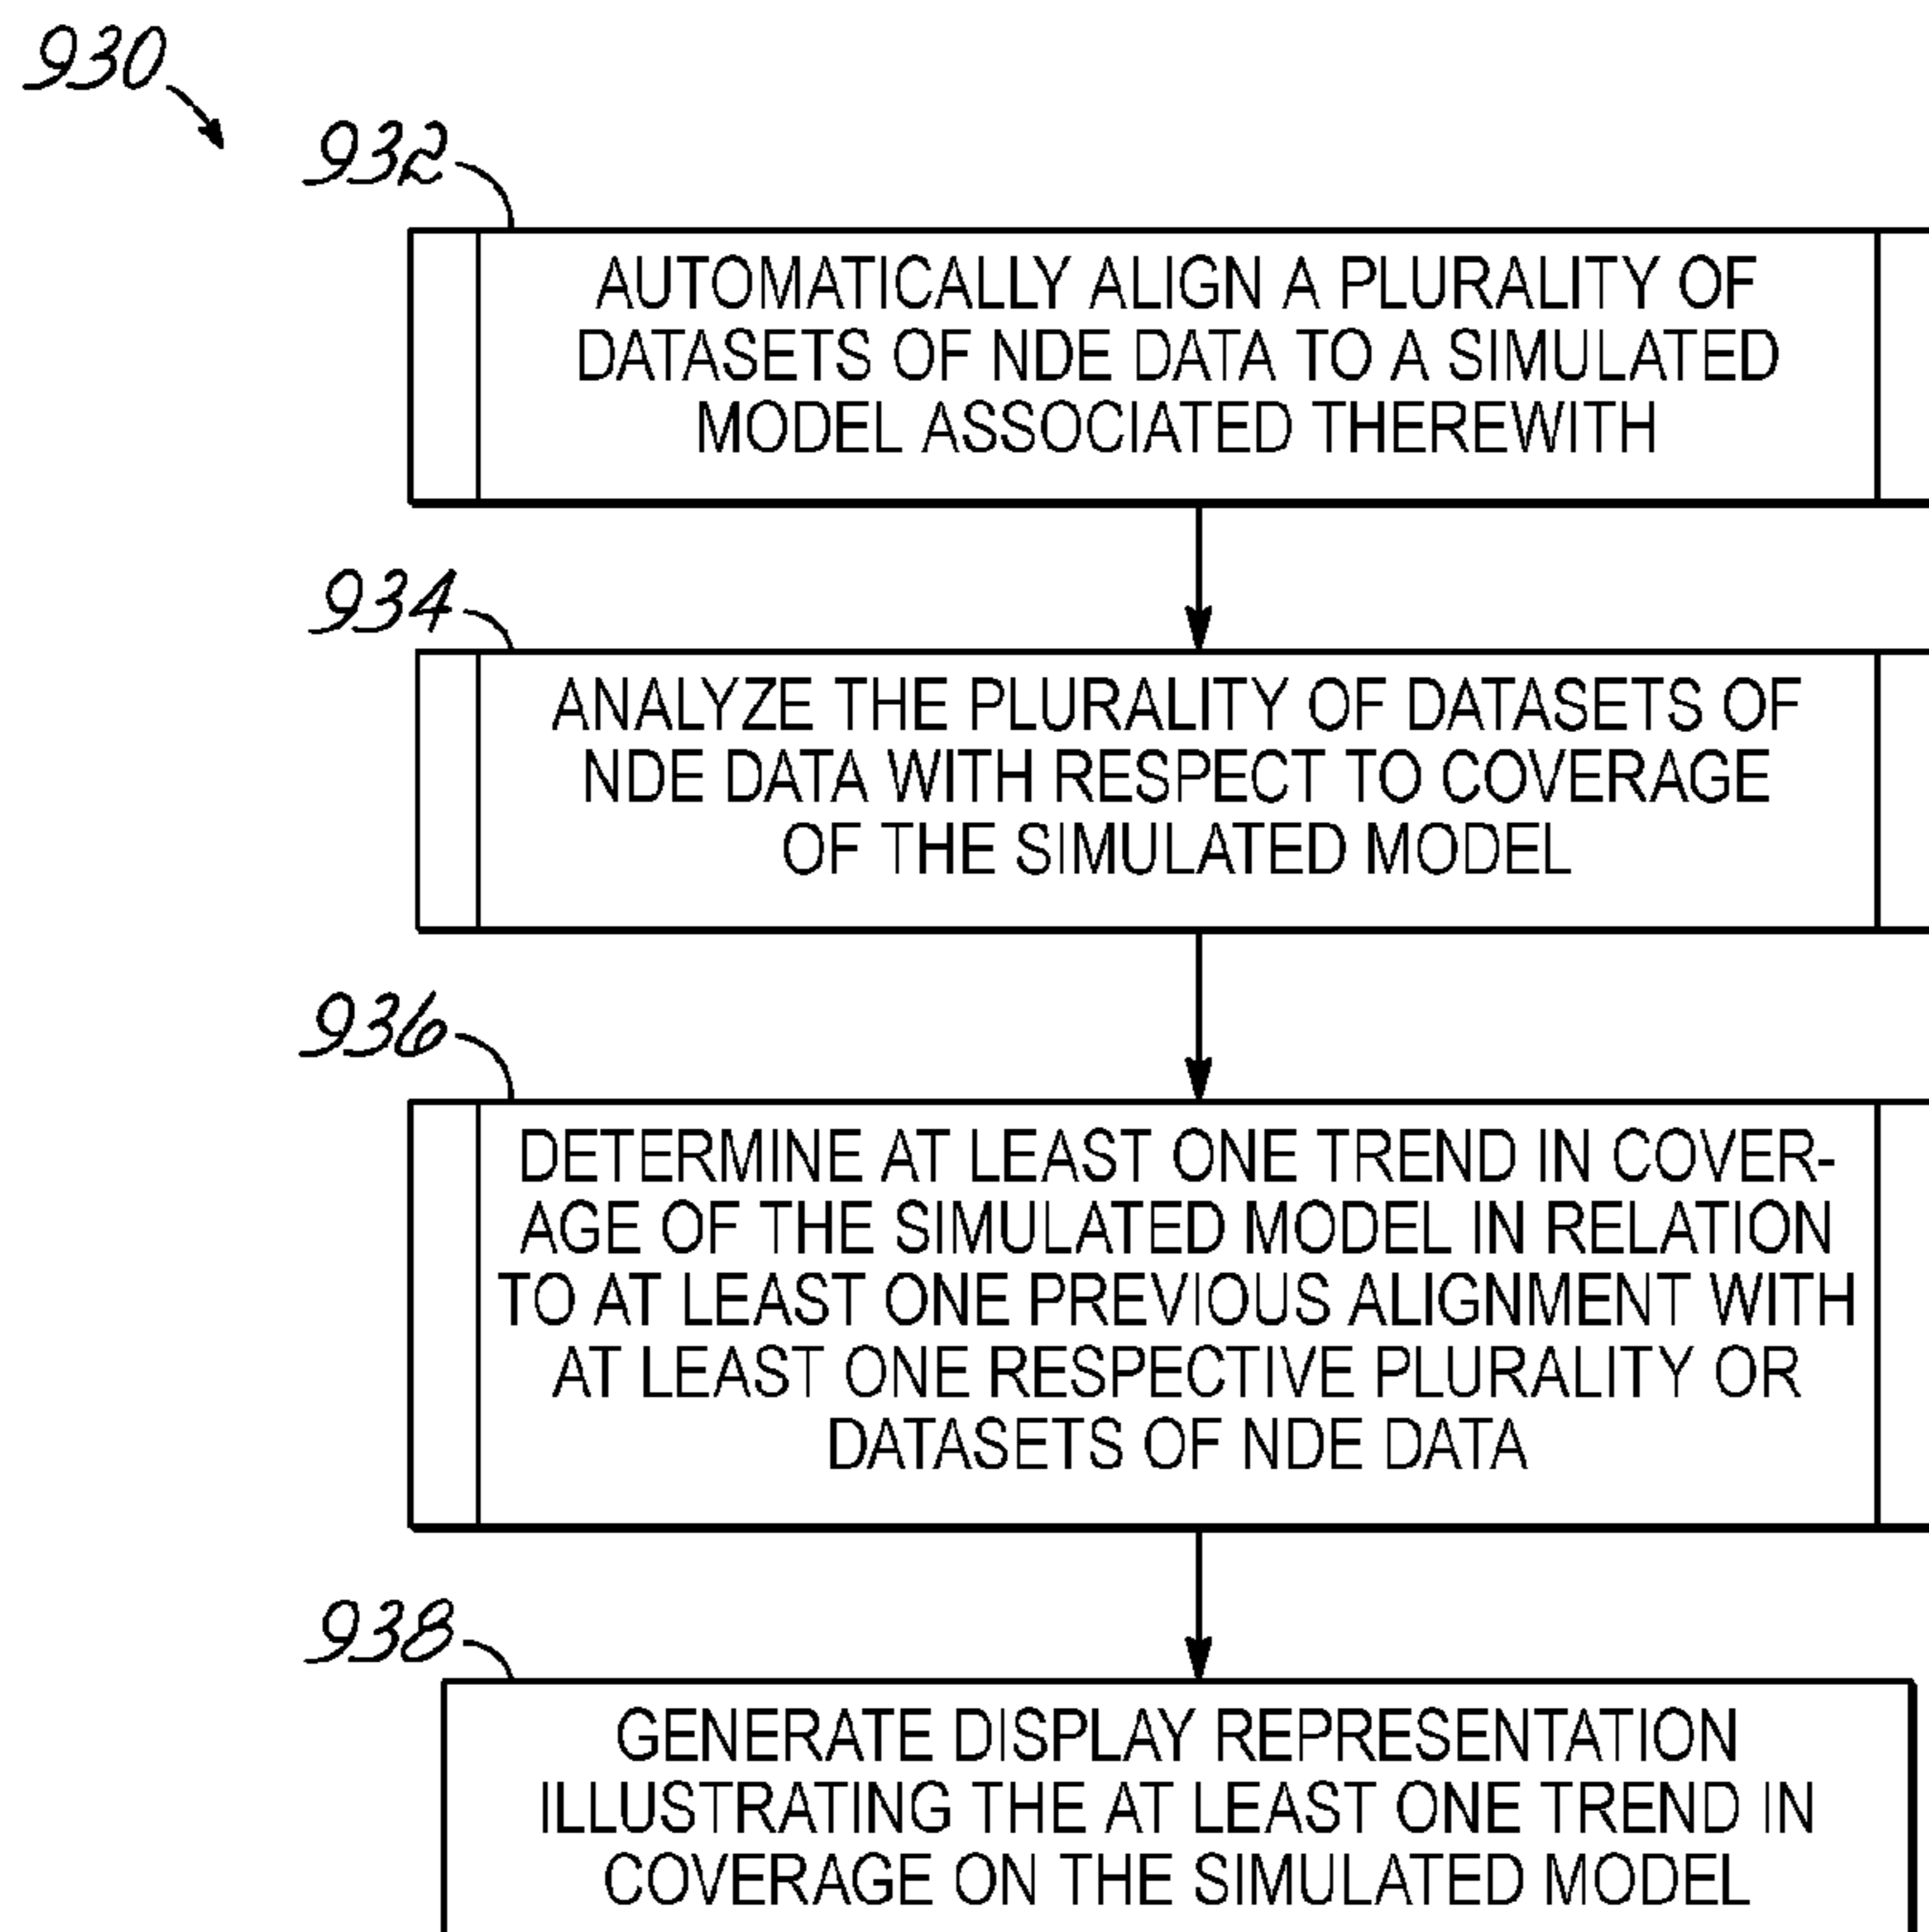 930
932
AUTOMATICALLY ALIGN A PLURALITY OF
DATASETS OF NDE DATA TO A SIMULATED
MODEL ASSOCIATED THEREWITH
934
ANALYZE THE PLURALITY OF DATASETS OF
NDE DATA WITH RESPECT TO COVERAGE
OF THE SIMULATED MODEL
936
DETERMINE AT LEAST ONE TREND IN COVER-
AGE OF THE SIMULATED MODEL IN RELATION
TO AT LEAST ONE PREVIOUS ALIGNMENT WITH
AT LEAST ONE RESPECTIVE PLURALITY OR
DATASETS OF NDE DATA
938
GENERATE DISPLAY REPRESENTATION
ILLUSTRATING THE AT LEAST ONE TREND IN
COVERAGE ON THE SIMULATED MODEL